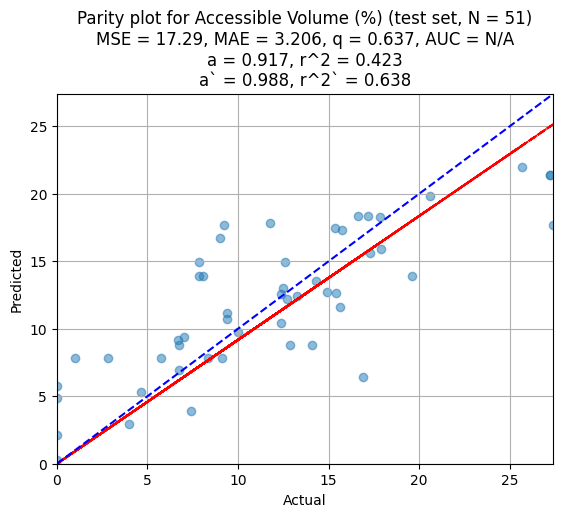 Parity plot for Accessible Volume (%) (test set, N = 51)
MSE = 17.29, MAE = 3.206, q = 0.637, AUC = N/A
a = 0.917, r^2 = 0.423
a` = 0.988, r^2` = 0.638
25
20
15
10
5
0
Predicted
0 5 10 15 20 25
Actual